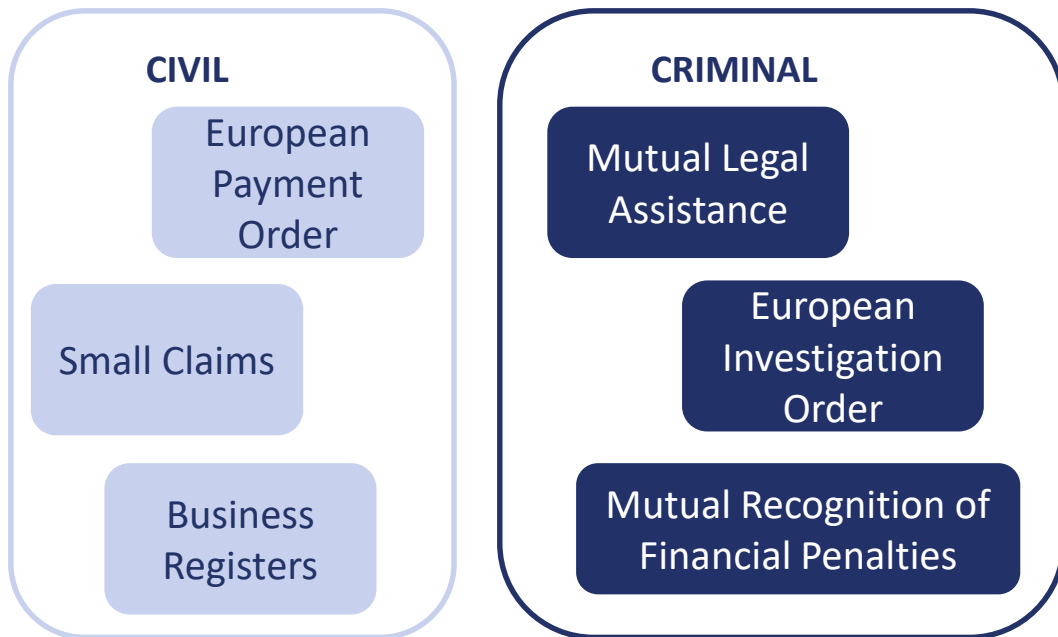 CIVIL
European
Payment
Order
Small Claims
Business
Registers
CRIMINAL
Mutual Legal
Assistance
European
Investigation
Order
Mutual Recognition of
Financial Penalties